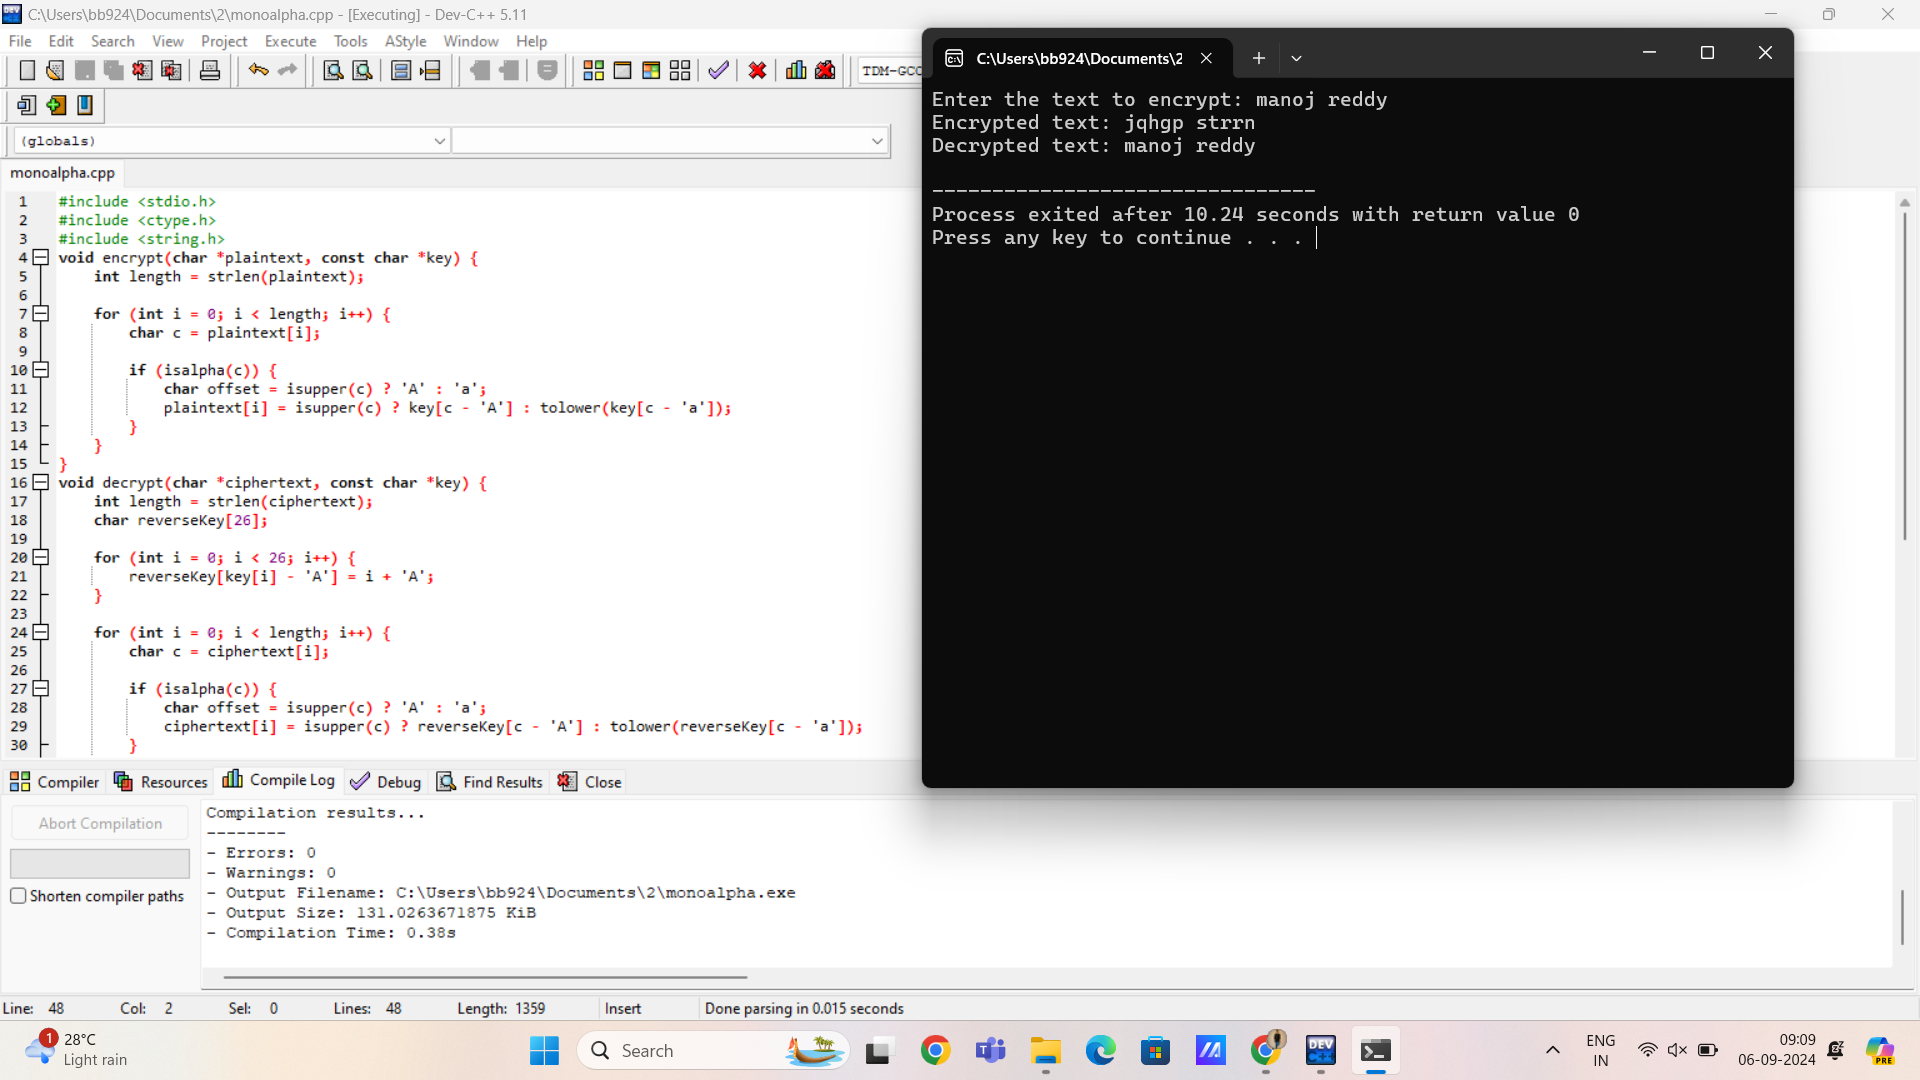 C:\Users\bb924\Documents\2\monoalpha.cpp - [Executing] - Dev-C++ 5.11
File Edit Search View Project Execute Tools AStyle Window Help
TDM-GCC
(globals)
monoalpha.cpp
1 #include <stdio.h>
2 #include <ctype.h>
3 #include <string.h>
4 void encrypt(char *plaintext, const char *key) {
5 int length = strlen(plaintext);
6
7 for (int i = 0; i < length; i++) {
8 char c = plaintext[i];
9
10 if (isalpha(c)) {
11 char offset = isupper(c) ? 'A' : 'a';
12 plaintext[i] = isupper(c) ? key[c - 'A'] : tolower(key[c - 'a']);
13 }
14 }
15 }
16 void decrypt(char *ciphertext, const char *key) {
17 int length = strlen(ciphertext);
18 char reverseKey[26];
19
20 for (int i = 0; i < 26; i++) {
21 reverseKey[key[i] - 'A'] = i + 'A';
22 }
23
24 for (int i = 0; i < length; i++) {
25 char c = ciphertext[i];
26
27 if (isalpha(c)) {
28 char offset = isupper(c) ? 'A' : 'a';
29 ciphertext[i] = isupper(c) ? reverseKey[c - 'A'] : tolower(reverseKey[c - 'a']);
30 }
C:\Users\bb924\Documents\2
Enter the text to encrypt: manoj reddy
Encrypted text: jqhgp strrn
Decrypted text: manoj reddy
--------------------------------
Process exited after 10.24 seconds with return value 0
Press any key to continue . . .
Compiler Resources Compile Log Debug Find Results Close
Abort Compilation
Shorten compiler paths
Compilation results...
--------
- Errors: 0
- Warnings: 0
- Output Filename: C:\Users\bb924\Documents\2\monoalpha.exe
- Output Size: 131.0263671875 KiB
- Compilation Time: 0.38s
Line: 48 Col: 2 Sel: 0 Lines: 48 Length: 1359 Insert Done parsing in 0.015 seconds
1
28°C
Light rain
Search
DEV
PRE
ENG
IN
09:09
06-09-2024